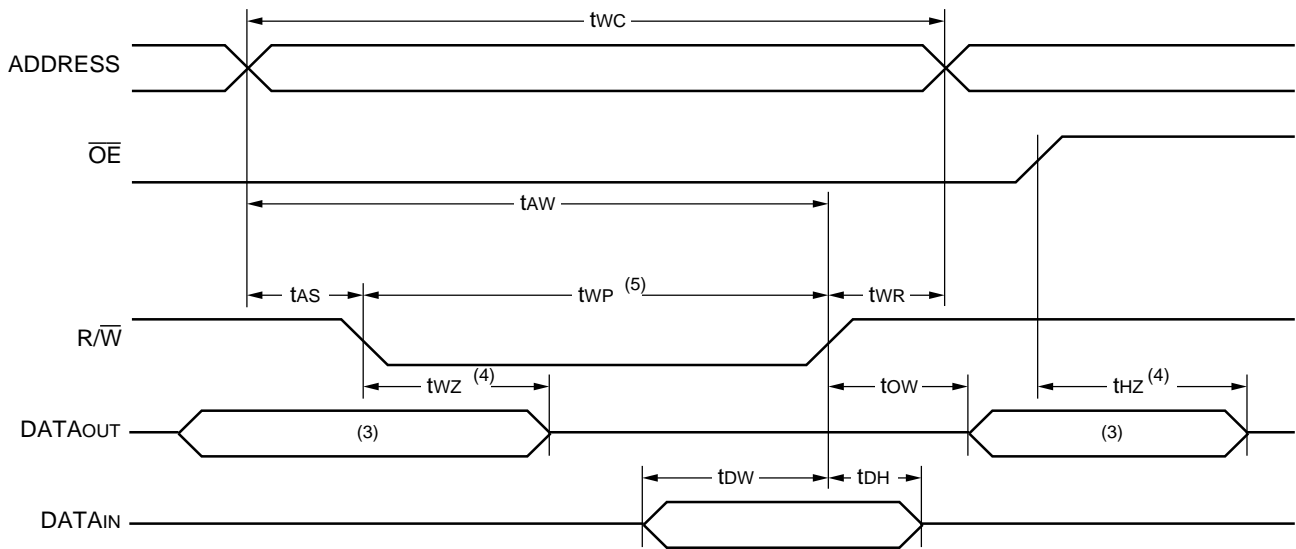 tWC
ADDRESS
OE
tAW
tAS
tWP (5)
tWR
R/W
tWZ (4)
tOW
tHZ (4)
DATAOUT
(3)
(3)
tDW
tDH
DATAIN